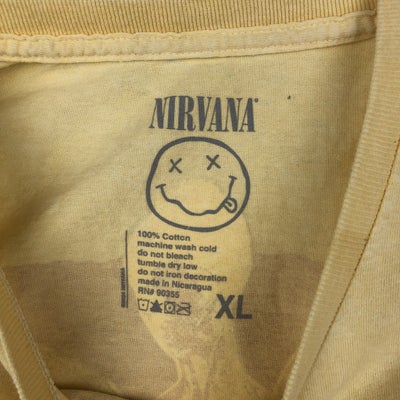 NIRVANA
100% Cotton
machine wash cold
do not bleach
tumble dry low
do not iron decoration
made in Nicaragua
RN# 90355
XL